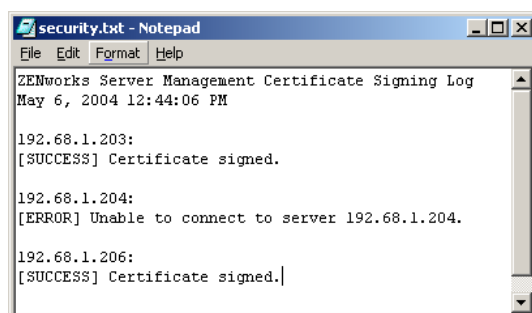 security.txt - Notepad
File Edit Format Help
ZENworks Server Management Certificate Signing Log
May 6, 2004 12:44:06 PM
192.68.1.203:
[SUCCESS] Certificate signed.
192.68.1.204:
[ERROR] Unable to connect to server 192.68.1.204.
192.68.1.206:
[SUCCESS] Certificate signed.